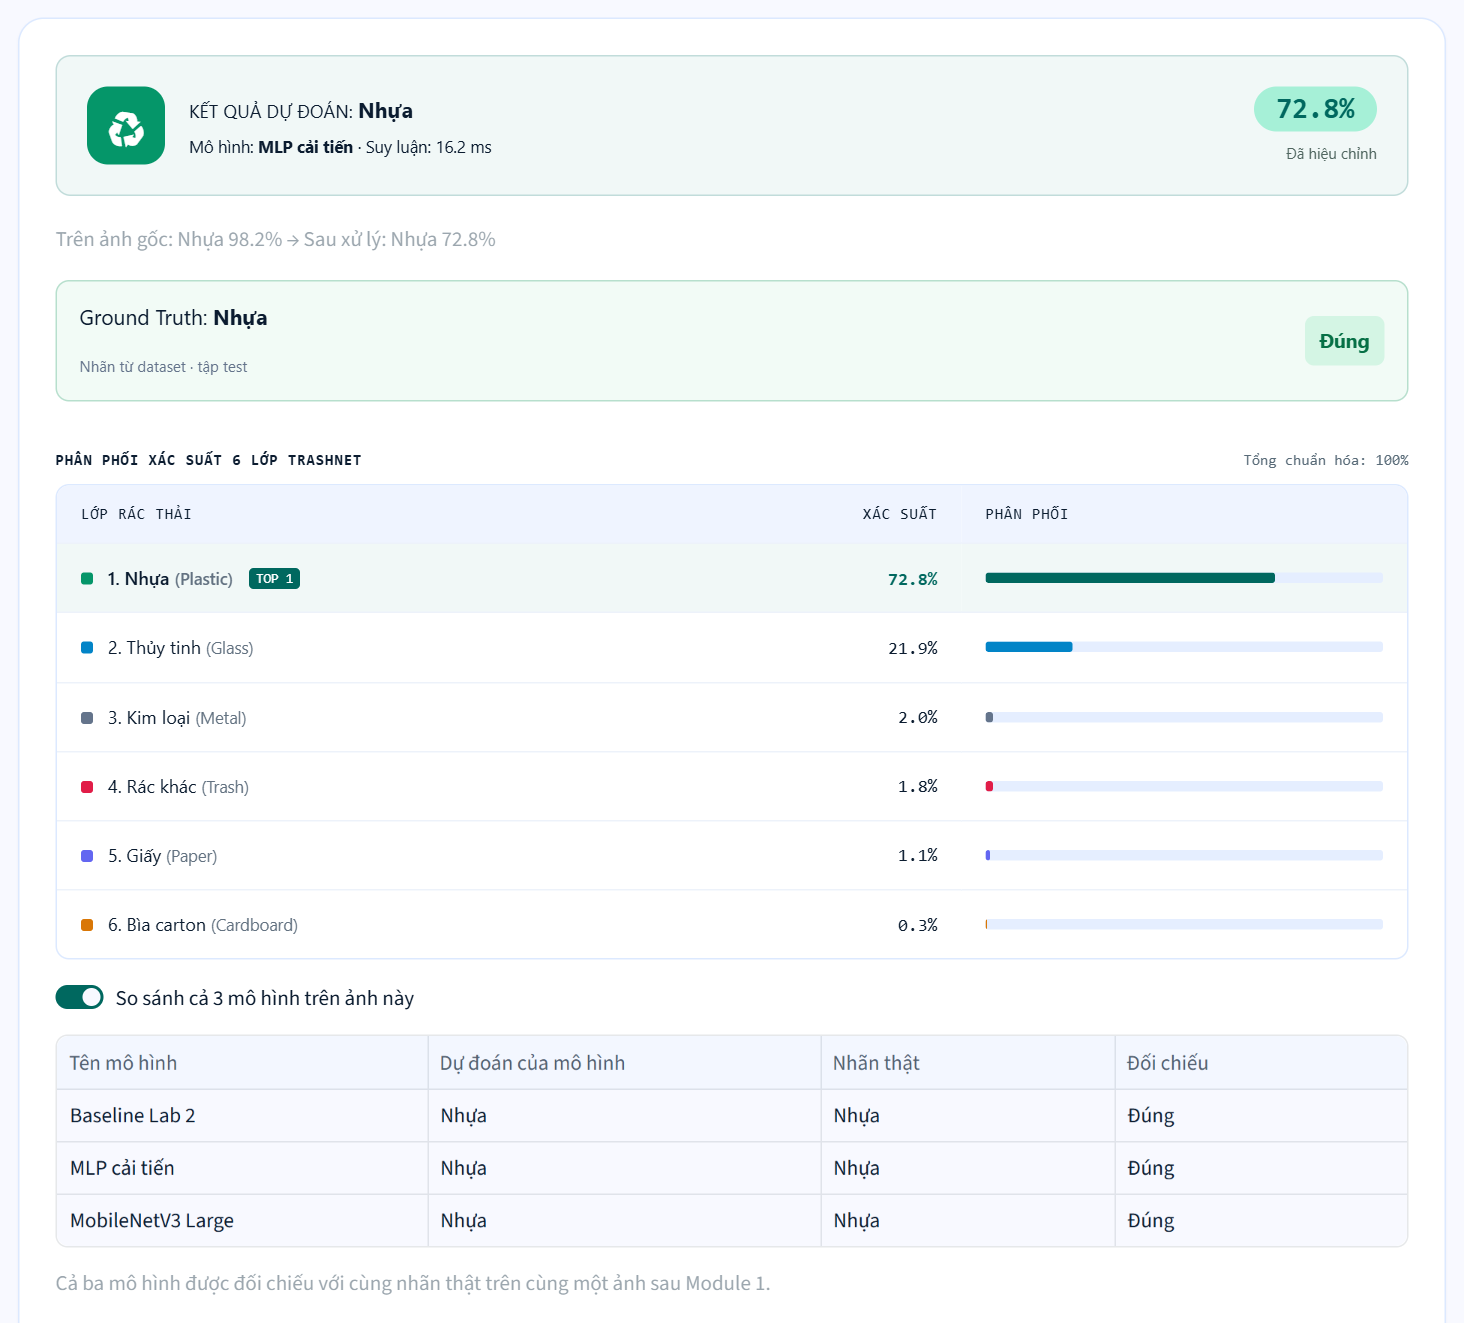 KẾT QUẢ DỰ ĐOÁN: Nhựa
72.8%
Mô hình: MLP cải tiến · Suy luận: 16.2 ms
Đã hiệu chỉnh
Trên ảnh gốc: Nhựa 98.2% → Sau xử lý: Nhựa 72.8%
Ground Truth: Nhựa
Đúng
Nhãn từ dataset · tập test
PHÂN PHỐI XÁC SUẤT 6 LỚP TRASHNET
Tổng chuẩn hóa: 100%
LỚP RÁC THẢI XÁC SUẤT PHÂN PHỐI
1. Nhựa (Plastic) TOP 1 72.8%
2. Thủy tinh (Glass) 21.9%
3. Kim loại (Metal) 2.0%
4. Rác khác (Trash) 1.8%
5. Giấy (Paper) 1.1%
6. Bìa carton (Cardboard) 0.3%
So sánh cả 3 mô hình trên ảnh này
Tên mô hình Dự đoán của mô hình Nhãn thật Đối chiếu
Baseline Lab 2 Nhựa Nhựa Đúng
MLP cải tiến Nhựa Nhựa Đúng
MobileNetV3 Large Nhựa Nhựa Đúng
Cả ba mô hình được đối chiếu với cùng nhãn thật trên cùng một ảnh sau Module 1.